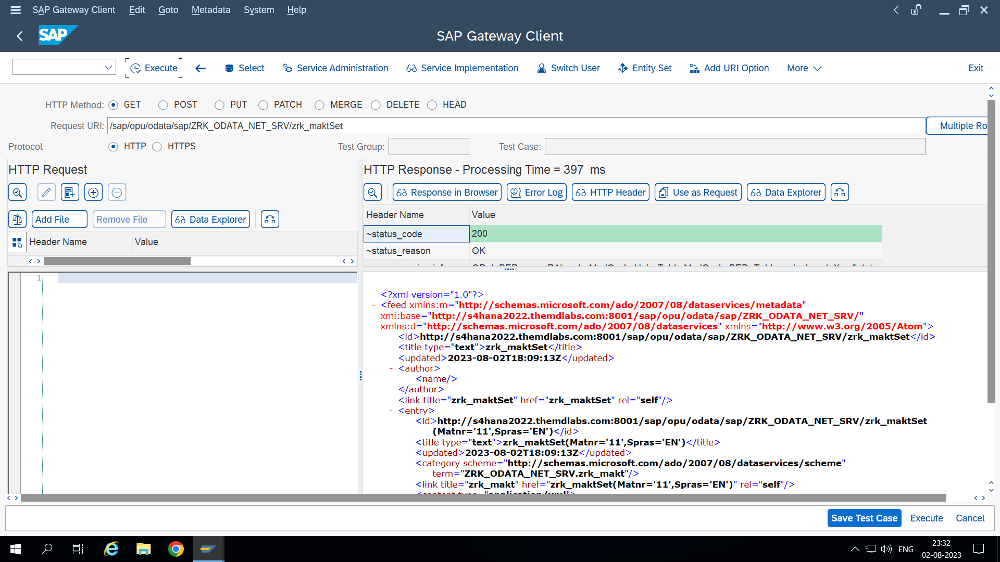 SAP Gateway Client Edit Goto Metadata System Help
SAP SAP Gateway Client
Execute Select Service Administration Service Implementation Switch User Entity Set Add URI Option More Exit
HTTP Method: GET POST PUT PATCH MERGE DELETE HEAD
Request URI: /sap/opu/odata/sap/ZRK_ODATA_NET_SRV/zrk_maktSet Multiple Ro
Protocol HTTP HTTPS Test Group: Test Case:
HTTP Request
HTTP Response - Processing Time = 397 ms
Response in Browser Error Log HTTP Header Use as Request Data Explorer
Add File Remove File Data Explorer
Header Name Value
Header Name Value
~status_code 200
~status_reason OK
1
<?xml version="1.0"?>
- <feed xmlns:m="http://schemas.microsoft.com/ado/2007/08/dataservices/metadata"
xml:base="http://s4hana2022.themdlabs.com:8001/sap/opu/odata/sap/ZRK_ODATA_NET_SRV/"
xmlns:d="http://schemas.microsoft.com/ado/2007/08/dataservices" xmlns="http://www.w3.org/2005/Atom">
<id>http://s4hana2022.themdlabs.com:8001/sap/opu/odata/sap/ZRK_ODATA_NET_SRV/zrk_maktSet</id>
<title type="text">zrk_maktSet</title>
<updated>2023-08-02T18:09:13Z</updated>
- <author>
<name/>
</author>
<link title="zrk_maktSet" href="zrk_maktSet" rel="self"/>
- <entry>
<id>http://s4hana2022.themdlabs.com:8001/sap/opu/odata/sap/ZRK_ODATA_NET_SRV/zrk_maktSet
(Matnr='11',Spras='EN')</id>
<title type="text">zrk_maktSet(Matnr='11',Spras='EN')</title>
<updated>2023-08-02T18:09:13Z</updated>
<category scheme="http://schemas.microsoft.com/ado/2007/08/dataservices/scheme"
term="ZRK_ODATA_NET_SRV.zrk_makt"/>
<link title="zrk_makt" href="zrk_maktSet(Matnr='11',Spras='EN')" rel="self"/>
<content type="application/xml">
Save Test Case Execute Cancel
ENG 23:32
02-08-2023